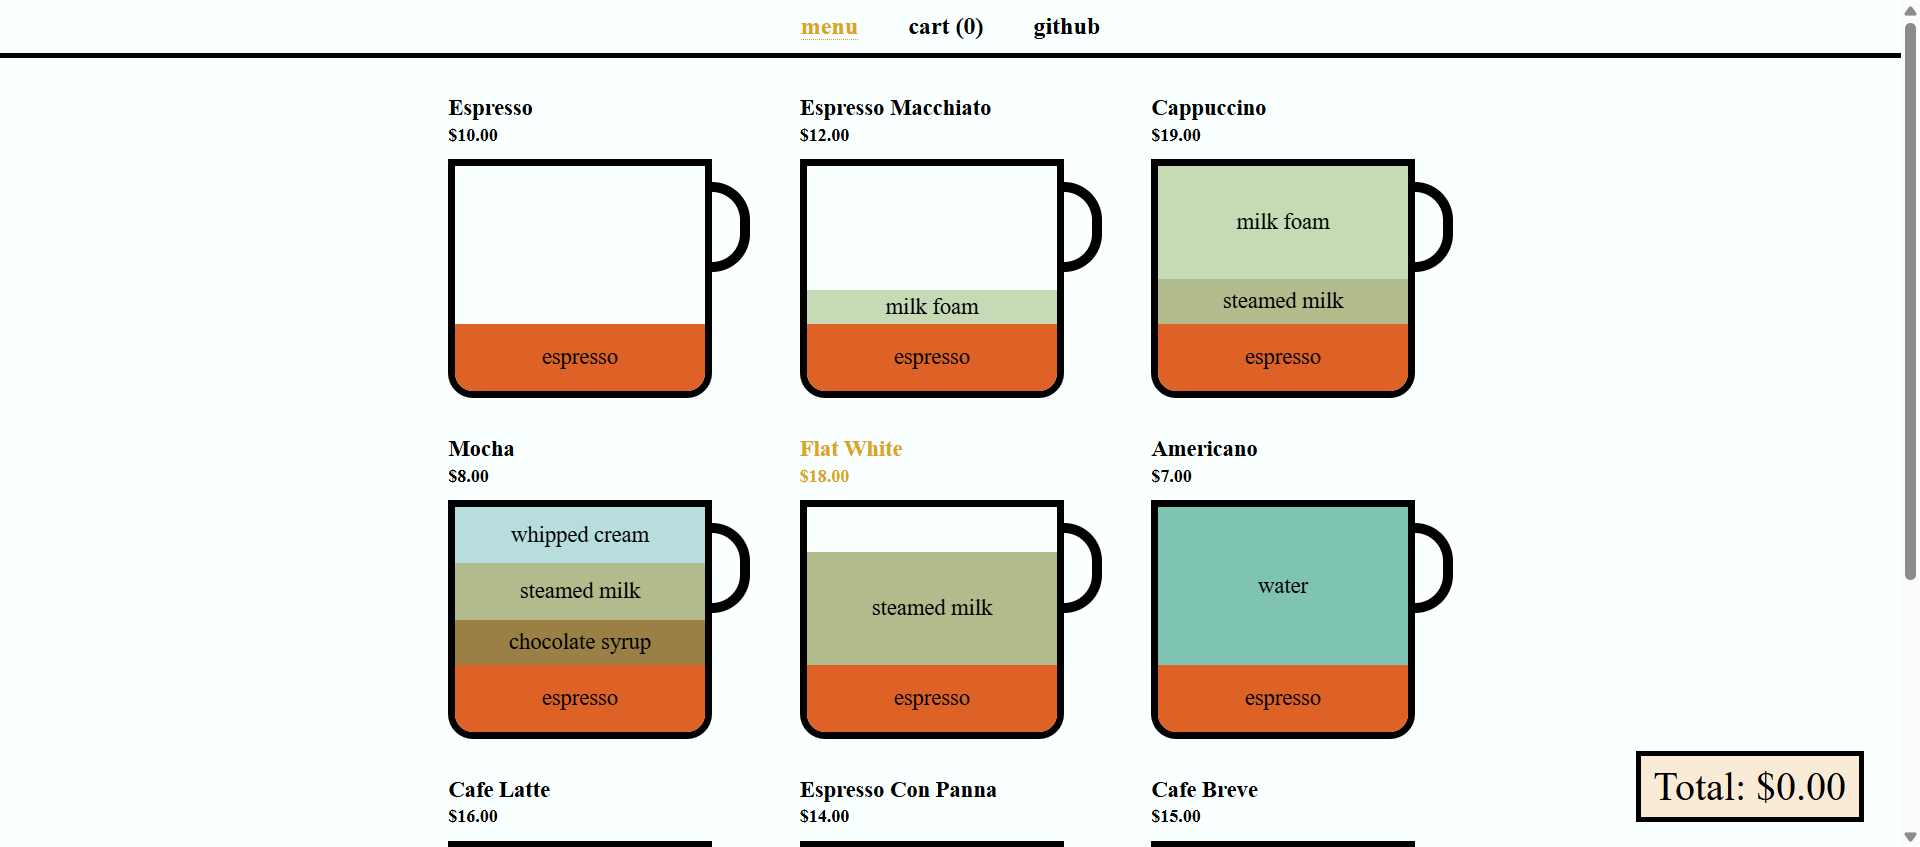 menu cart (0) github
Espresso
$10.00
espresso
Espresso Macchiato
$12.00
milk foam
espresso
Cappuccino
$19.00
milk foam
steamed milk
espresso
Mocha
$8.00
whipped cream
steamed milk
chocolate syrup
espresso
Flat White
$18.00
steamed milk
espresso
Americano
$7.00
water
espresso
Cafe Latte
$16.00
Espresso Con Panna
$14.00
Cafe Breve
$15.00
Total: $0.00